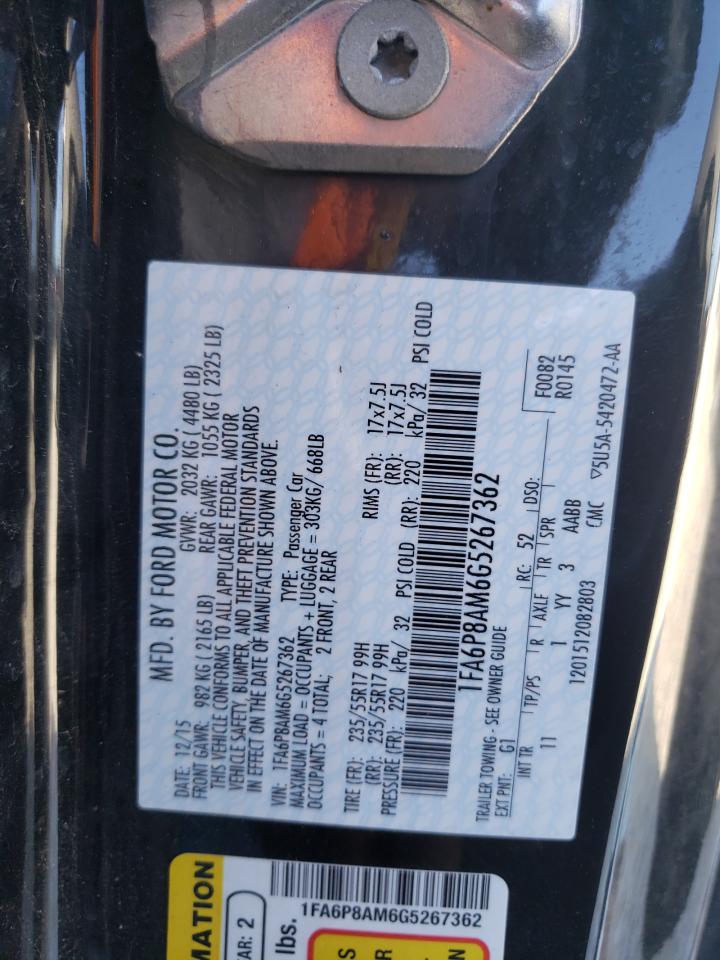 MFD. BY FORD MOTOR CO.
DATE: 12/15 GVWR: 2032 KG ( 4480 LB)
FRONT GAWR: 982 KG ( 2165 LB) REAR GAWR: 1055 KG ( 2325 LB)
THIS VEHICLE CONFORMS TO ALL APPLICABLE FEDERAL MOTOR
VEHICLE SAFETY, BUMPER, AND THEFT PREVENTION STANDARDS
IN EFFECT ON THE DATE OF MANUFACTURE SHOWN ABOVE.
VIN: 1FA6P8AM6G5267362 TYPE: Passenger Car
MAXIMUM LOAD = OCCUPANTS + LUGGAGE = 303KG/ 668LB
OCCUPANTS = 4 TOTAL; 2 FRONT, 2 REAR
TIRE (FR): 235/55R17 99H RIMS (FR): 17x7.5J
(RR): 235/55R17 99H (RR): 17x7.5J
PRESSURE (FR): 220 kPa/ 32 PSI COLD (RR): 220 kPa/ 32 PSI COLD
1FA6P8AM6G5267362
TRAILER TOWING - SEE OWNER GUIDE
EXT PNT: G1 RC: 52 DSO: F0082
R0145
INT TR TP/PS R AXLE TR SPR
11 1 YY 3 AABB
1201512082803 CMC ▽5U5A-5420472-AA
MATION
AR: 2
lbs.
1FA6P8AM6G5267362
S
R
N